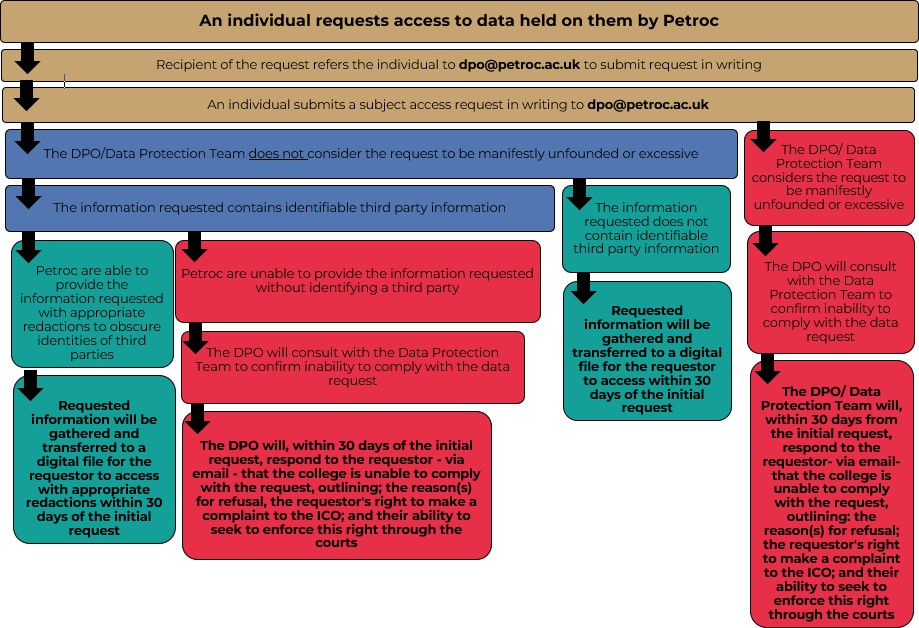 An individual requests access to data held on them by Petroc
Recipient of the request refers the individual to dpo@petroc.ac.uk to submit request in writing
An individual submits a subject access request in writing to dpo@petroc.ac.uk
The DPO/Data Protection Team does not consider the request to be manifestly unfounded or excessive
The information requested contains identifiable third party information
Petroc are able to
provide the
information requested
with appropriate
redactions to obscure
identities of third
parties
Requested
information will be
gathered and
transferred to a
digital file for the
requestor to access
with appropriate
redactions within 30
days of the initial
request
Petroc are unable to provide the information requested
without identifying a third party
The DPO will consult with the Data Protection
Team to confirm inability to comply with the data
request
The DPO will, within 30 days of the initial
request, respond to the requestor - via
email - that the college is unable to comply
with the request, outlining; the reason(s)
for refusal, the requestor's right to make a
complaint to the ICO; and their ability to
seek to enforce this right through the
courts
The information
requested does not
contain identifiable
third party information
Requested
information will be
gathered and
transferred to a digital
file for the requestor
to access within 30
days of the initial
request
The DPO/ Data
Protection Team
considers the request to
be manifestly
unfounded or excessive
The DPO will consult
with the Data
Protection Team to
confirm inability to
comply with the data
request
The DPO/ Data
Protection Team will,
within 30 days from
the initial request,
respond to the
requestor- via email-
that the college is
unable to comply
with the request,
outlining: the
reason(s) for refusal;
the requestor's right
to make a complaint
to the ICO; and their
ability to seek to
enforce this right
through the courts